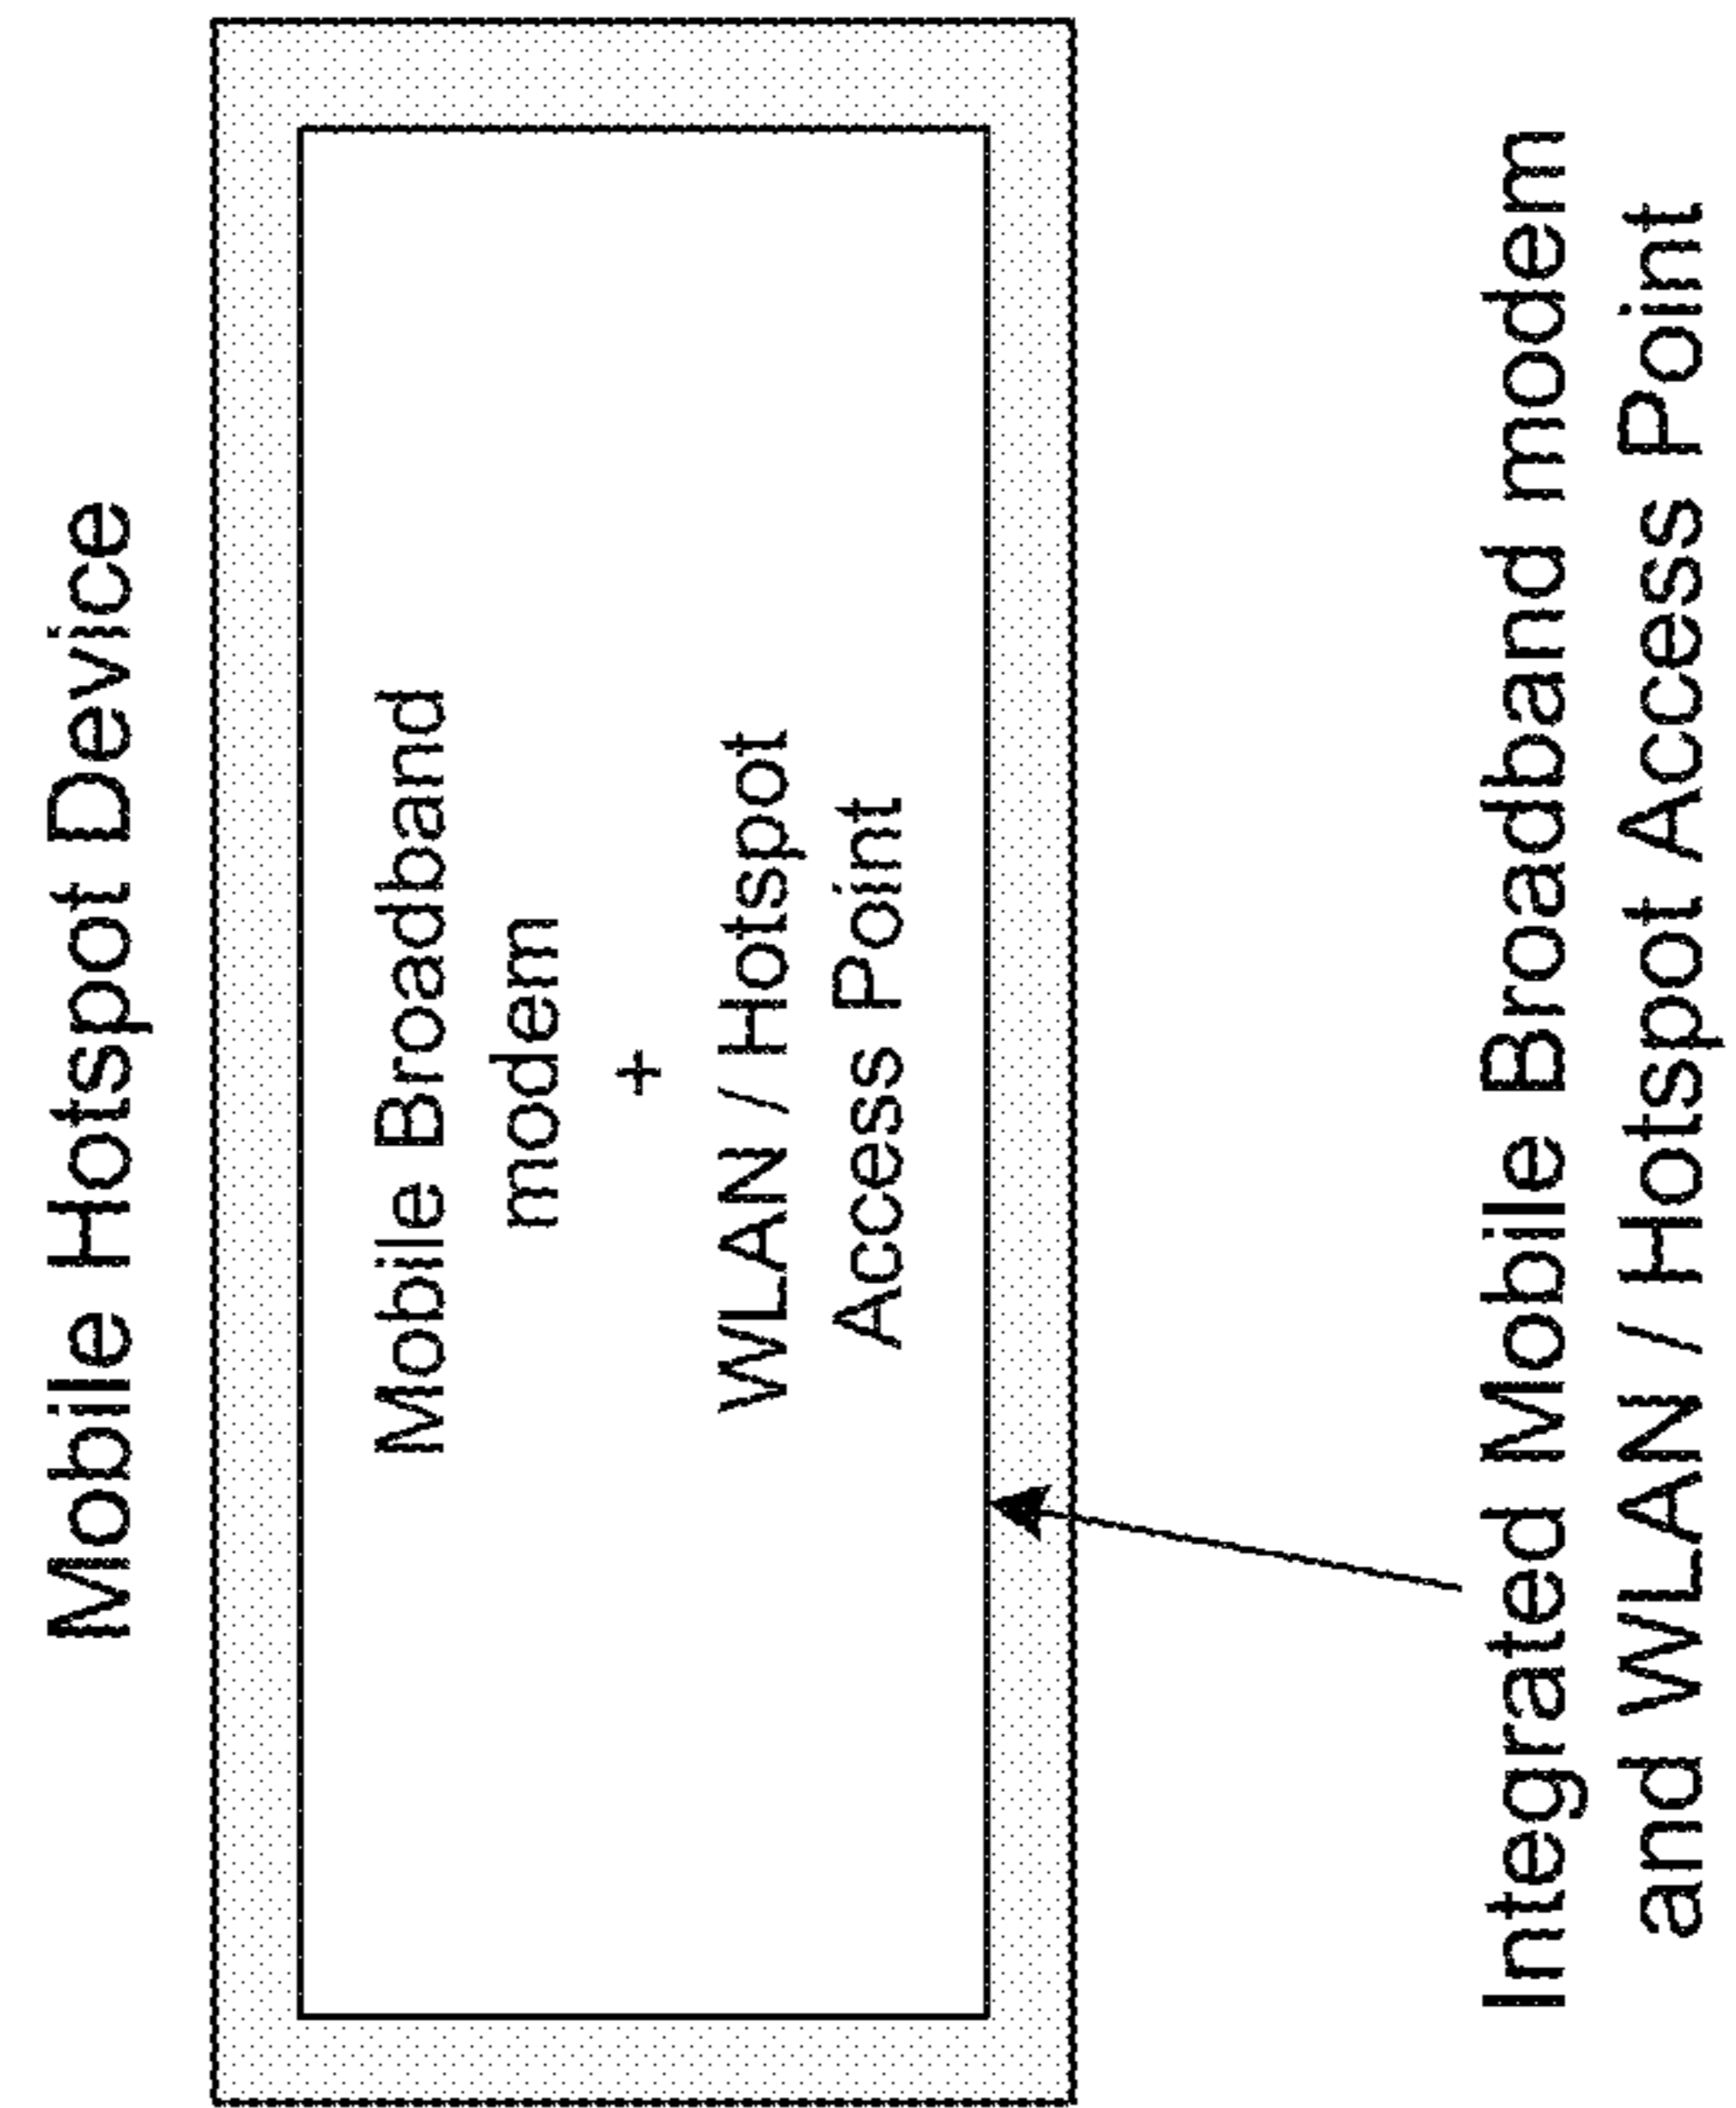 Mobile Hotspot Device
Mobile Broadband
modem
+
WLAN / Hotspot
Access Point
Integrated Mobile Broadband modem
and WLAN / Hotspot Access Point